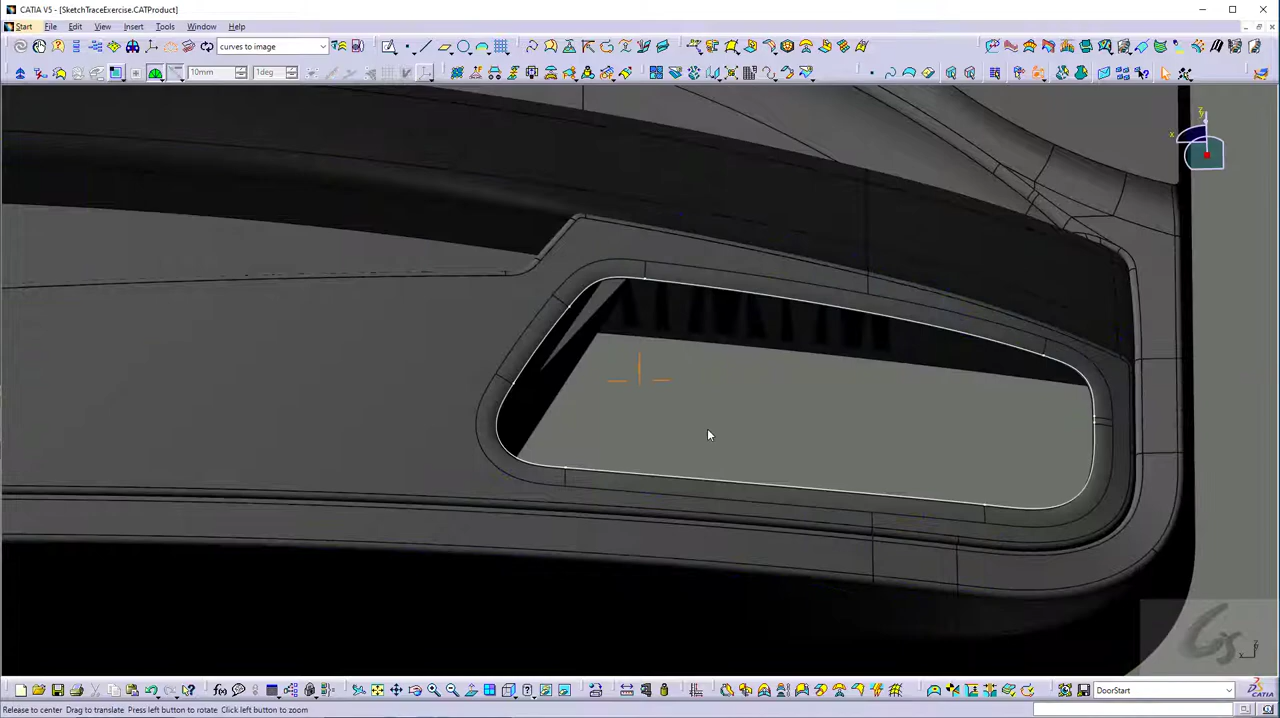 CATIA V5 - [SketchTraceExercise.CATProduct]
Start File Edit View Insert Tools Window Help
curves to image
10mm 1deg
z
y
x
z
x
f(x)
DoorStart
CATIA
Release to center Drag to translate Press left button to rotate Click left button to zoom